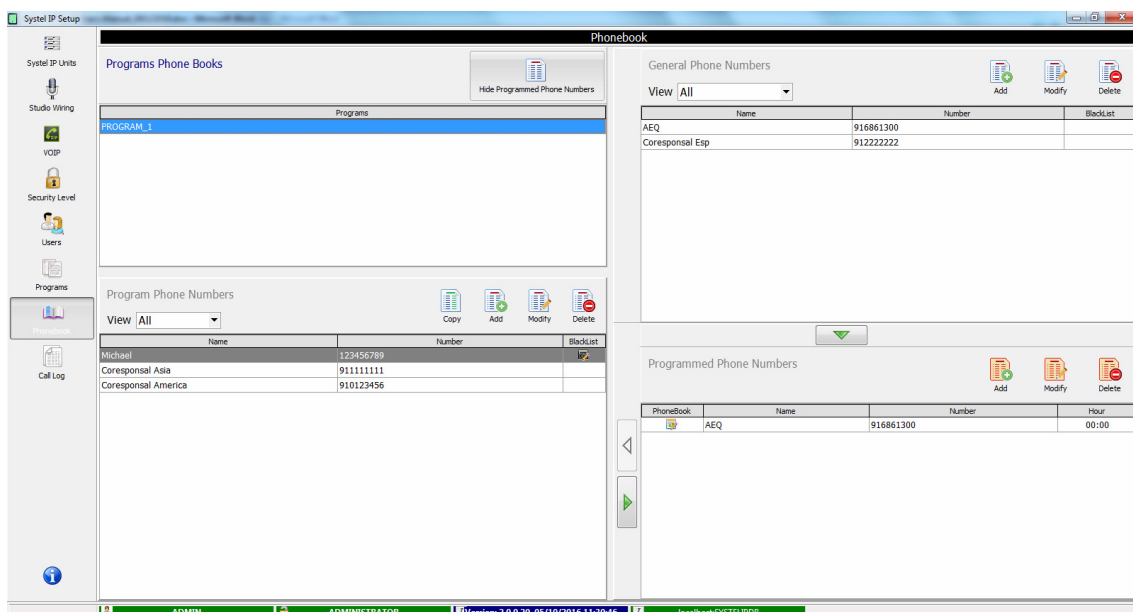 Systel IP Setup
Phonebook
Systel IP Units
Studio Wiring
VOIP
Security Level
Users
Programs
Phonebook
Call Log
Programs Phone Books
Hide Programmed Phone Numbers
Programs
PROGRAM_1
Program Phone Numbers
View All
Copy Add Modify Delete
Name Number BlackList
Michael 123456789
Coresponsal Asia 911111111
Coresponsal America 910123456
General Phone Numbers
View All
Add Modify Delete
Name Number BlackList
AEQ 916861300
Coresponsal Esp 912222222
Programmed Phone Numbers
Add Modify Delete
PhoneBook Name Number Hour
AEQ 916861300 00:00
ADMIN ADMINISTRATOR